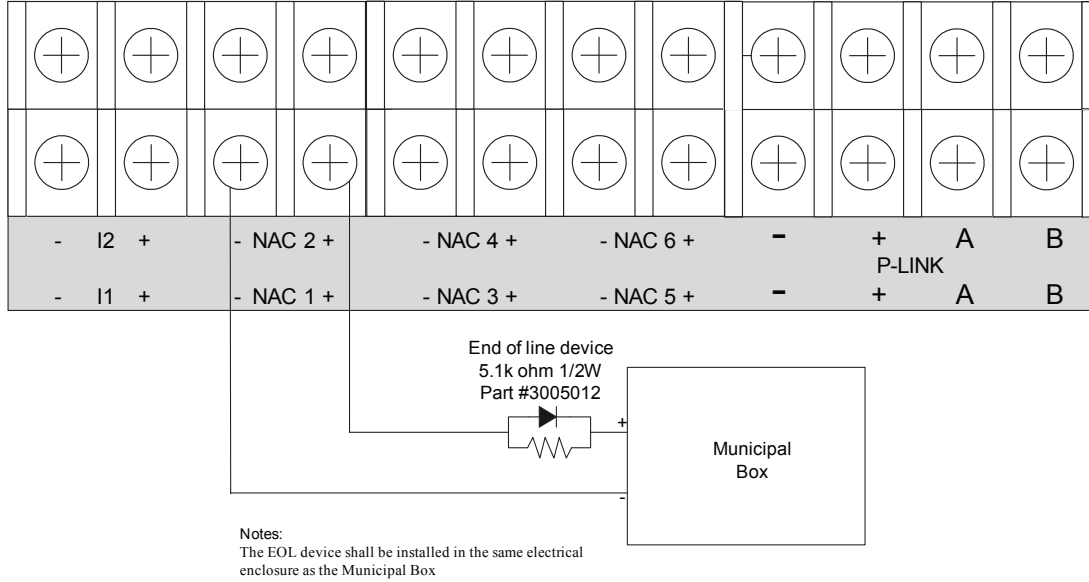 - I2 + - NAC 2 + - NAC 4 + - NAC 6 + - + A B
P-LINK
- I1 + - NAC 1 + - NAC 3 + - NAC 5 + - + A B
End of line device
5.1k ohm 1/2W
Part #3005012
+
Municipal
Box
-
Notes:
The EOL device shall be installed in the same electrical
enclosure as the Municipal Box